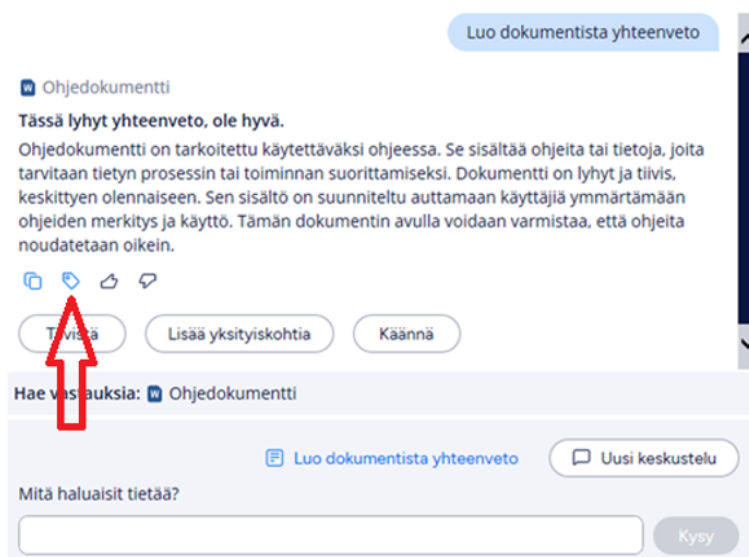 Luo dokumentista yhteenveto
Ohjedokumentti
Tässä lyhyt yhteenveto, ole hyvä.
Ohjedokumentti on tarkoitettu käytettäväksi ohjeessa. Se sisältää ohjeita tai tietoja, joita
tarvitaan tietyn prosessin tai toiminnan suorittamiseksi. Dokumentti on lyhyt ja tiivis,
keskittyen olennaiseen. Sen sisältö on suunniteltu auttamaan käyttäjiä ymmärtämään
ohjeiden merkitys ja käyttö. Tämän dokumentin avulla voidaan varmistaa, että ohjeita
noudatetaan oikein.
Tiivistä Lisää yksityiskohtia Käännä
Hae vastauksia: Ohjedokumentti
Luo dokumentista yhteenveto Uusi keskustelu
Mitä haluaisit tietää?
Kysy